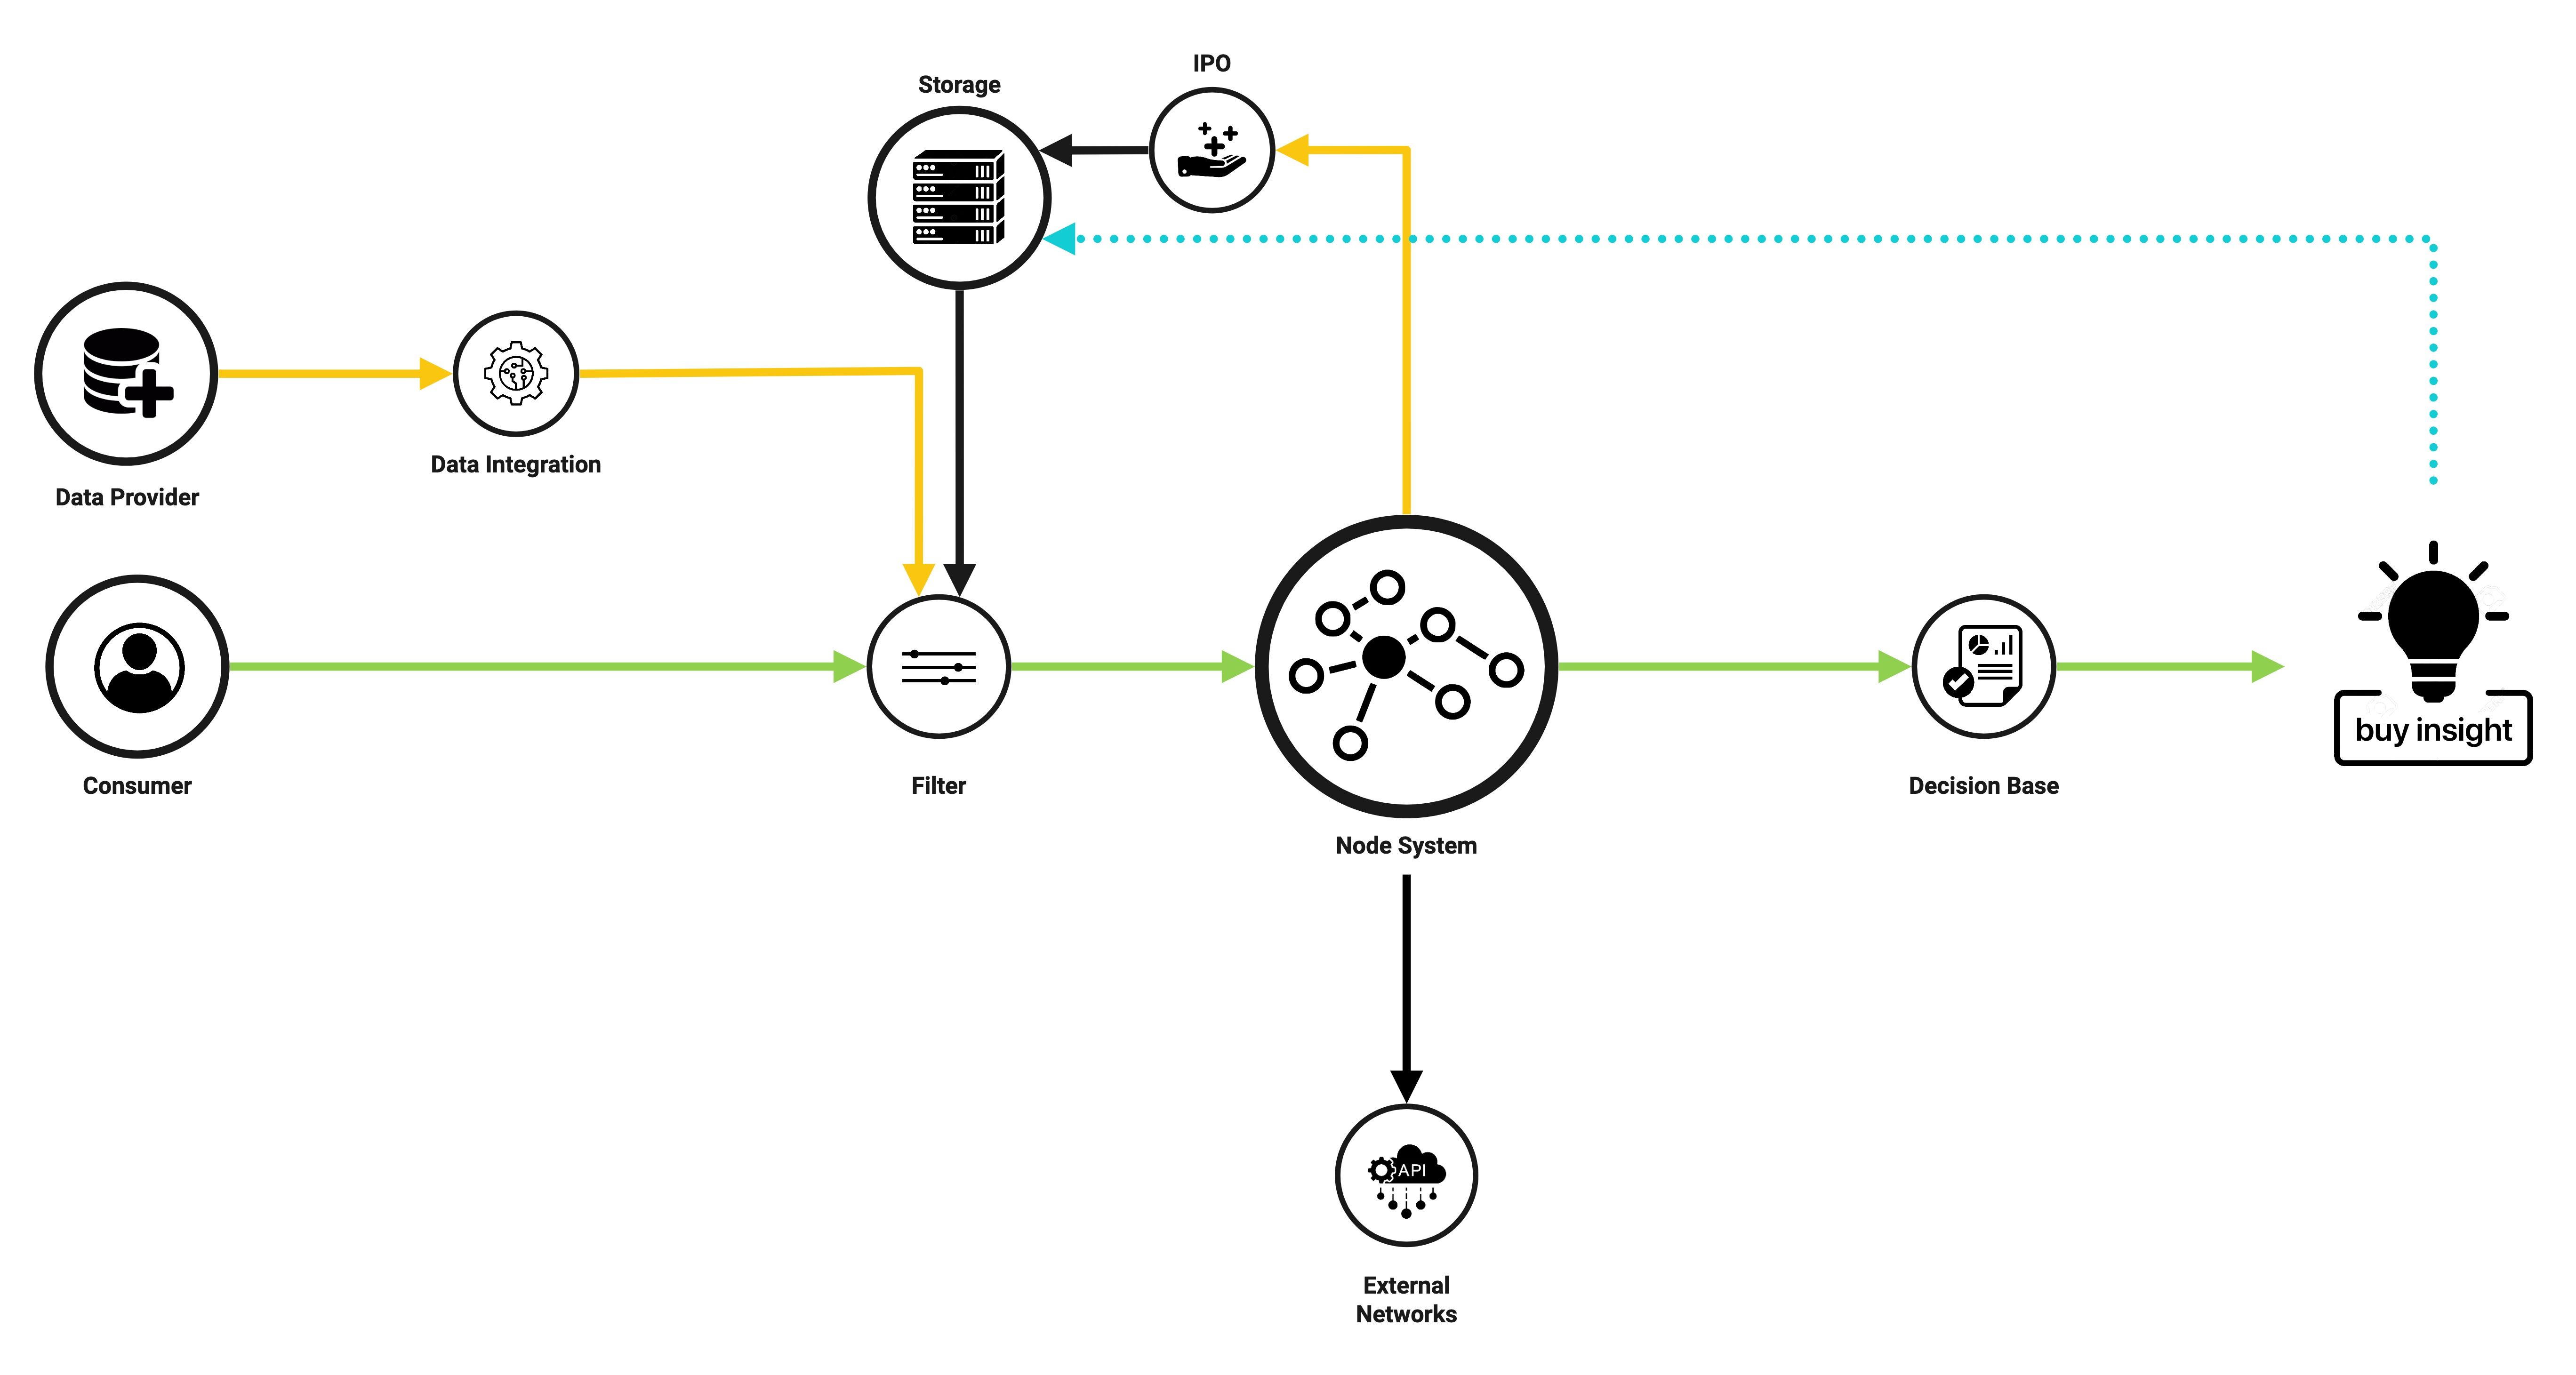 IPO
Storage
Data Integration
Data Provider
buy insight
Consumer
Filter
Decision Base
Node System
API
External
Networks